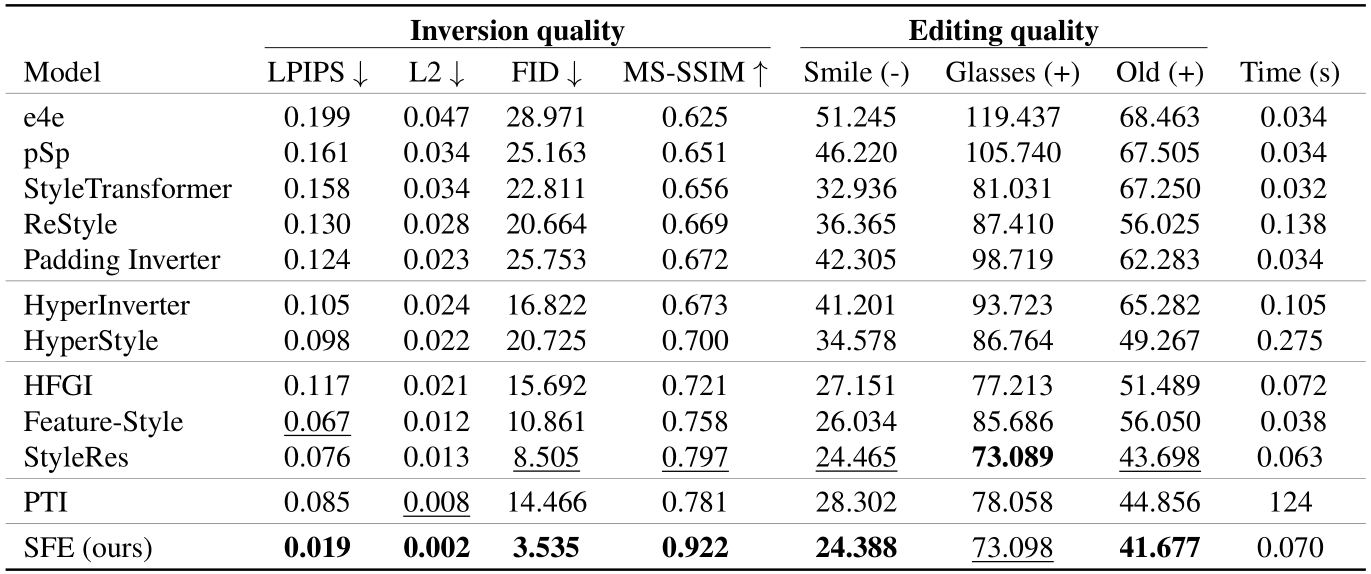 Inversion quality Editing quality
Model LPIPS ↓ L2 ↓ FID ↓ MS-SSIM ↑ Smile (-) Glasses (+) Old (+) Time (s)
e4e 0.199 0.047 28.971 0.625 51.245 119.437 68.463 0.034
pSp 0.161 0.034 25.163 0.651 46.220 105.740 67.505 0.034
StyleTransformer 0.158 0.034 22.811 0.656 32.936 81.031 67.250 0.032
ReStyle 0.130 0.028 20.664 0.669 36.365 87.410 56.025 0.138
Padding Inverter 0.124 0.023 25.753 0.672 42.305 98.719 62.283 0.034
HyperInverter 0.105 0.024 16.822 0.673 41.201 93.723 65.282 0.105
HyperStyle 0.098 0.022 20.725 0.700 34.578 86.764 49.267 0.275
HFGI 0.117 0.021 15.692 0.721 27.151 77.213 51.489 0.072
Feature-Style 0.067 0.012 10.861 0.758 26.034 85.686 56.050 0.038
StyleRes 0.076 0.013 8.505 0.797 24.465 73.089 43.698 0.063
PTI 0.085 0.008 14.466 0.781 28.302 78.058 44.856 124
SFE (ours) 0.019 0.002 3.535 0.922 24.388 73.098 41.677 0.070